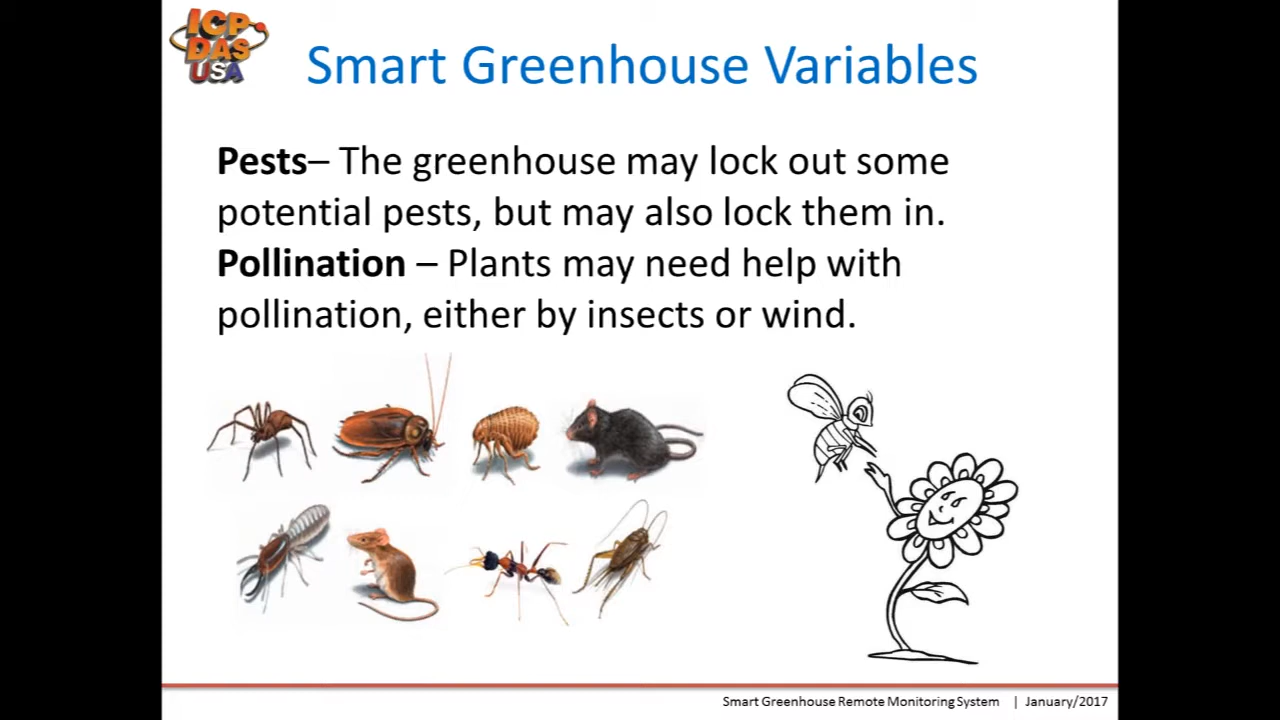 ICP
DAS
USA
Smart Greenhouse Variables
Pests– The greenhouse may lock out some
potential pests, but may also lock them in.
Pollination – Plants may need help with
pollination, either by insects or wind.
Smart Greenhouse Remote Monitoring System | January/2017